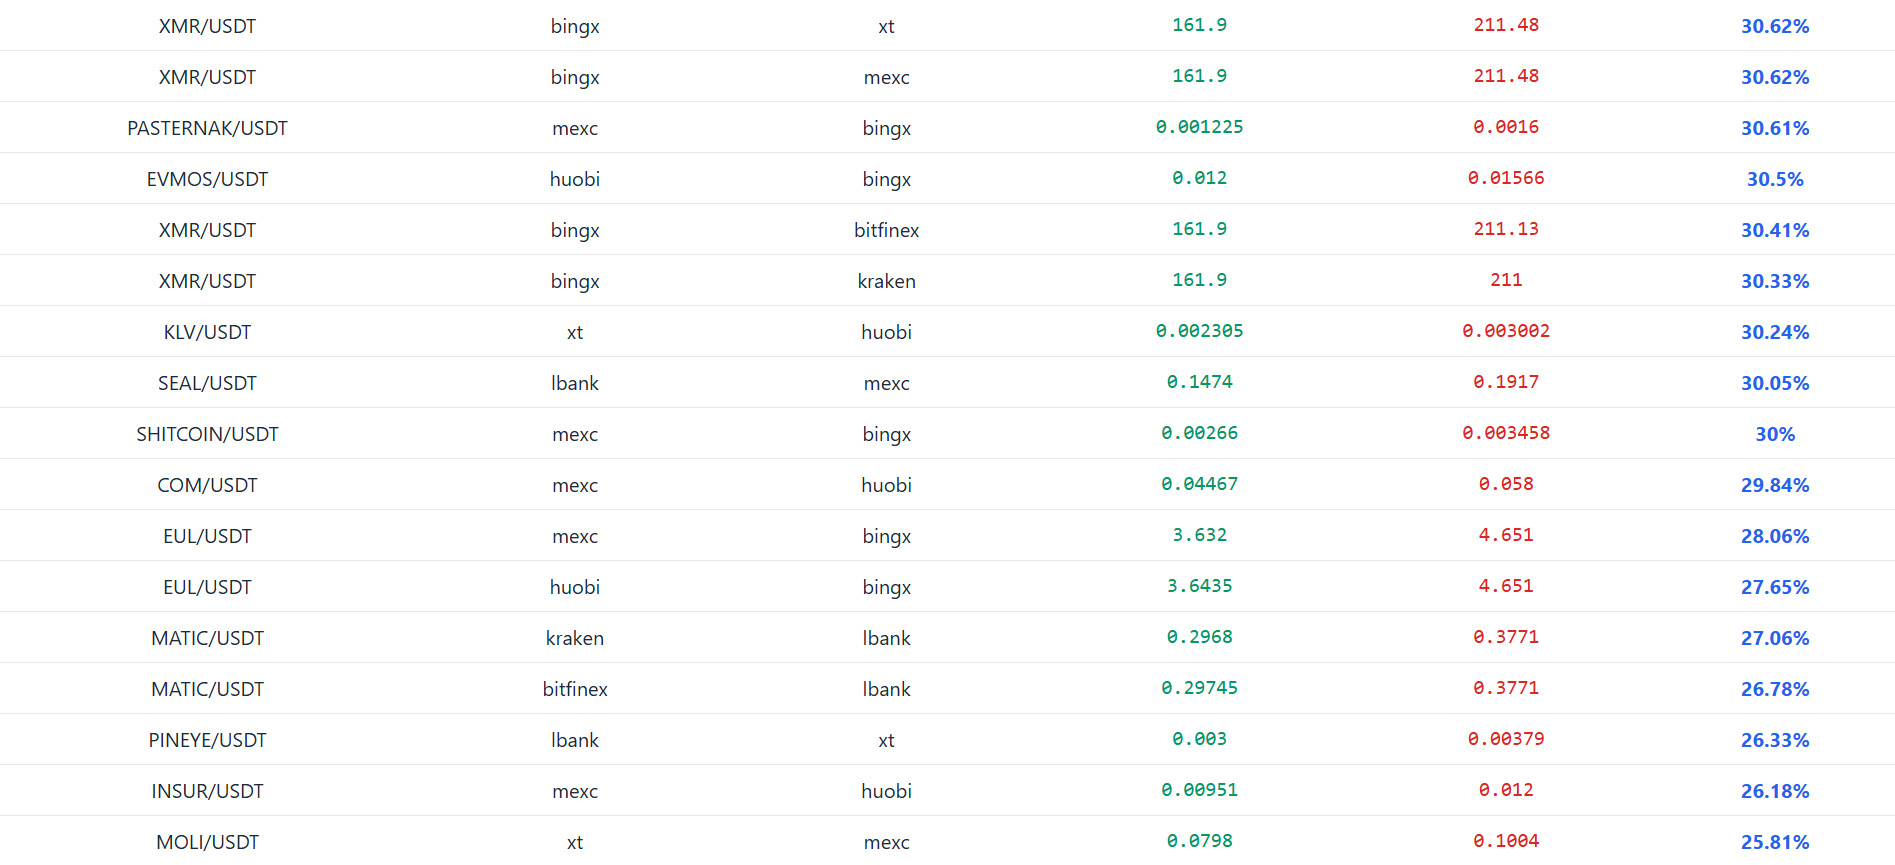 XMR/USDT bingx xt 161.9 211.48 30.62%
XMR/USDT bingx mexc 161.9 211.48 30.62%
PASTERNAK/USDT mexc bingx 0.001225 0.0016 30.61%
EVMOS/USDT huobi bingx 0.012 0.01566 30.5%
XMR/USDT bingx bitfinex 161.9 211.13 30.41%
XMR/USDT bingx kraken 161.9 211 30.33%
KLV/USDT xt huobi 0.002305 0.003002 30.24%
SEAL/USDT lbank mexc 0.1474 0.1917 30.05%
SHITCOIN/USDT mexc bingx 0.00266 0.003458 30%
COM/USDT mexc huobi 0.04467 0.058 29.84%
EUL/USDT mexc bingx 3.632 4.651 28.06%
EUL/USDT huobi bingx 3.6435 4.651 27.65%
MATIC/USDT kraken lbank 0.2968 0.3771 27.06%
MATIC/USDT bitfinex lbank 0.29745 0.3771 26.78%
PINEYE/USDT lbank xt 0.003 0.00379 26.33%
INSUR/USDT mexc huobi 0.00951 0.012 26.18%
MOLI/USDT xt mexc 0.0798 0.1004 25.81%